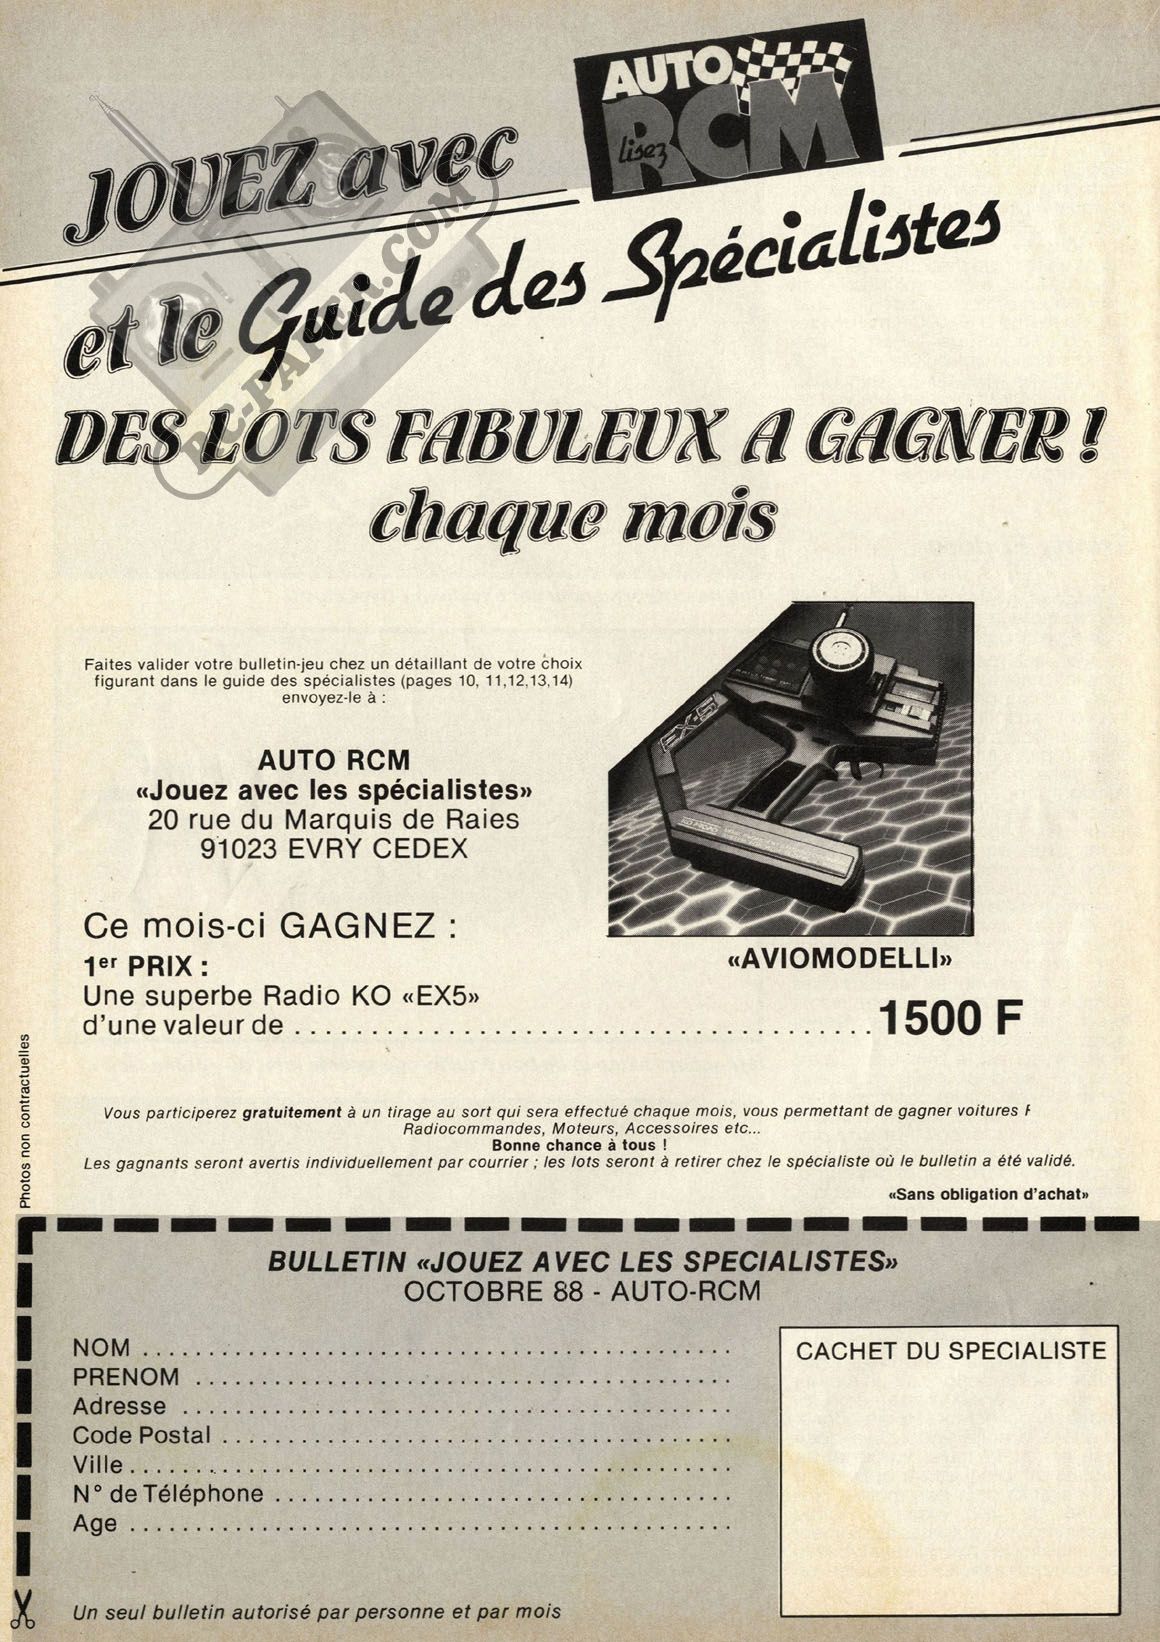 JOUEZ avec
AUTO
lisez
RCM
et le Guide des Spécialistes
RC-PAPER.COM
DES LOTS FABULEUX A GAGNER !
chaque mois
Faites valider votre bulletin-jeu chez un détaillant de votre choix
figurant dans le guide des spécialistes (pages 10, 11,12,13,14)
envoyez-le à :
AUTO RCM
«Jouez avec les spécialistes»
20 rue du Marquis de Raies
91023 EVRY CEDEX
EX-5
KO PROPO
Ce mois-ci GAGNEZ :
«AVIOMODELLI»
1er PRIX :
Une superbe Radio KO «EX5»
d'une valeur de ........................................ 1500 F
Photos non contractuelles
Vous participerez gratuitement à un tirage au sort qui sera effectué chaque mois, vous permettant de gagner voitures
Radiocommandes, Moteurs, Accessoires etc...
Bonne chance à tous !
Les gagnants seront avertis individuellement par courrier ; les lots seront à retirer chez le spécialiste où le bulletin a été validé.
«Sans obligation d'achat»
BULLETIN «JOUEZ AVEC LES SPECIALISTES»
OCTOBRE 88 - AUTO-RCM
NOM ........................................
CACHET DU SPECIALISTE
PRENOM ........................................
Adresse ........................................
Code Postal ........................................
Ville ........................................
N° de Téléphone ........................................
Age ........................................
Un seul bulletin autorisé par personne et par mois